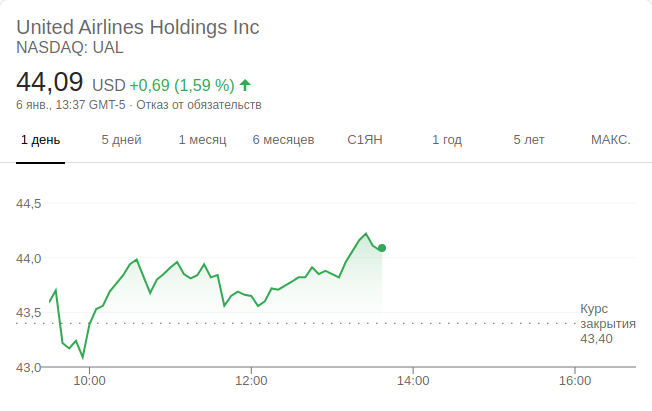 United Airlines Holdings Inc
NASDAQ: UAL
44,09 USD +0,69 (1,59 %)
6 янв., 13:37 GMT-5 · Отказ от обязательств
1 день 5 дней 1 месяц 6 месяцев С1ЯН 1 год 5 лет МАКС.
44,5
44,0
43,5
Курс
закрытия
43,40
43,0
10:00 12:00 14:00 16:00